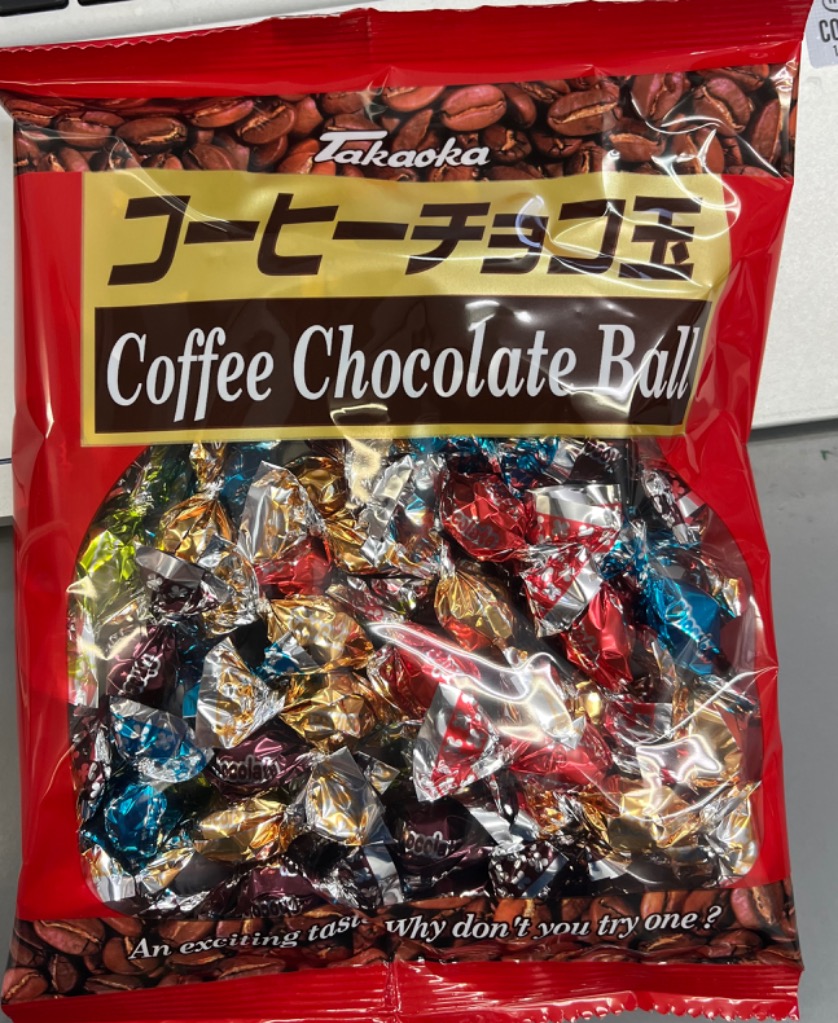 Takaoka
コーヒーチョコ玉
Coffee Chocolate Ball
An exciting taste Why don't you try one ?